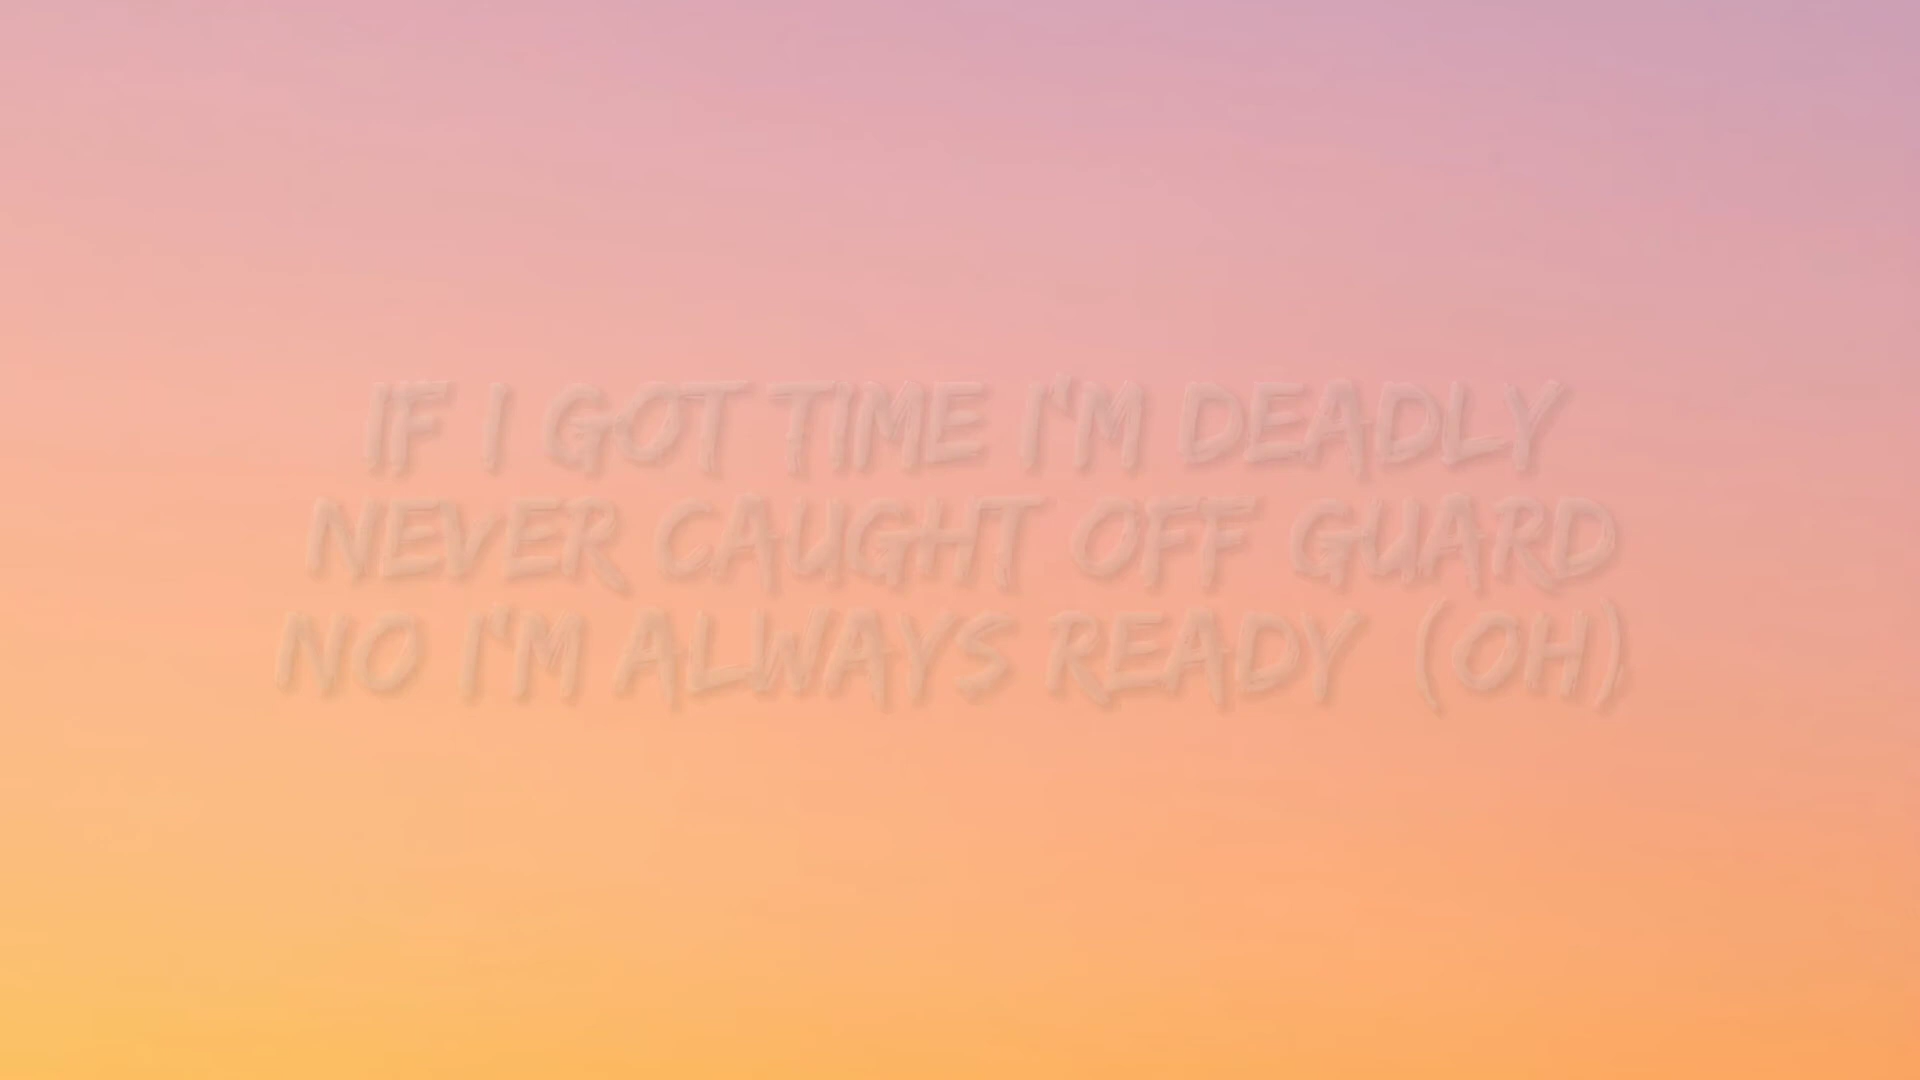 IF I GOT TIME I'M DEADLY
NEVER CAUGHT OFF GUARD
NO I'M ALWAYS READY (OH)